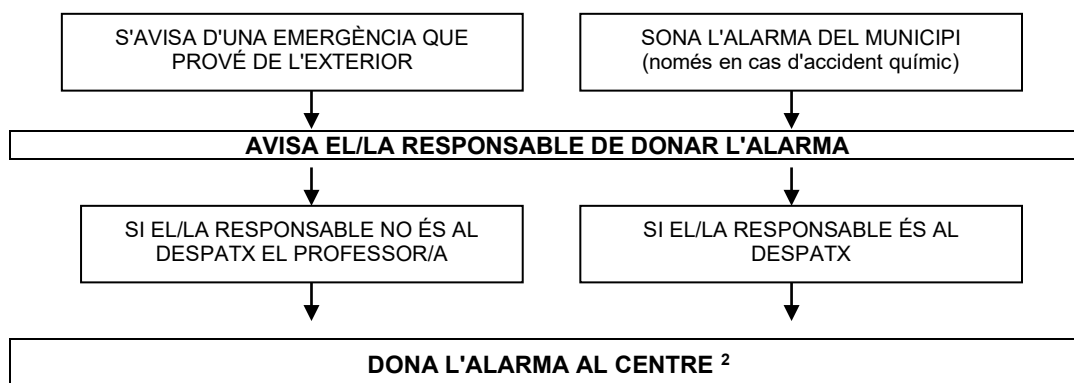 S'AVISA D'UNA EMERGÈNCIA QUE
PROVÉ DE L'EXTERIOR
SONA L'ALARMA DEL MUNICIPI
(només en cas d'accident químic)
AVISA EL/LA RESPONSABLE DE DONAR L'ALARMA
SI EL/LA RESPONSABLE NO ÉS AL
DESPATX EL PROFESSOR/A
SI EL/LA RESPONSABLE ÉS AL
DESPATX
DONA L'ALARMA AL CENTRE ²